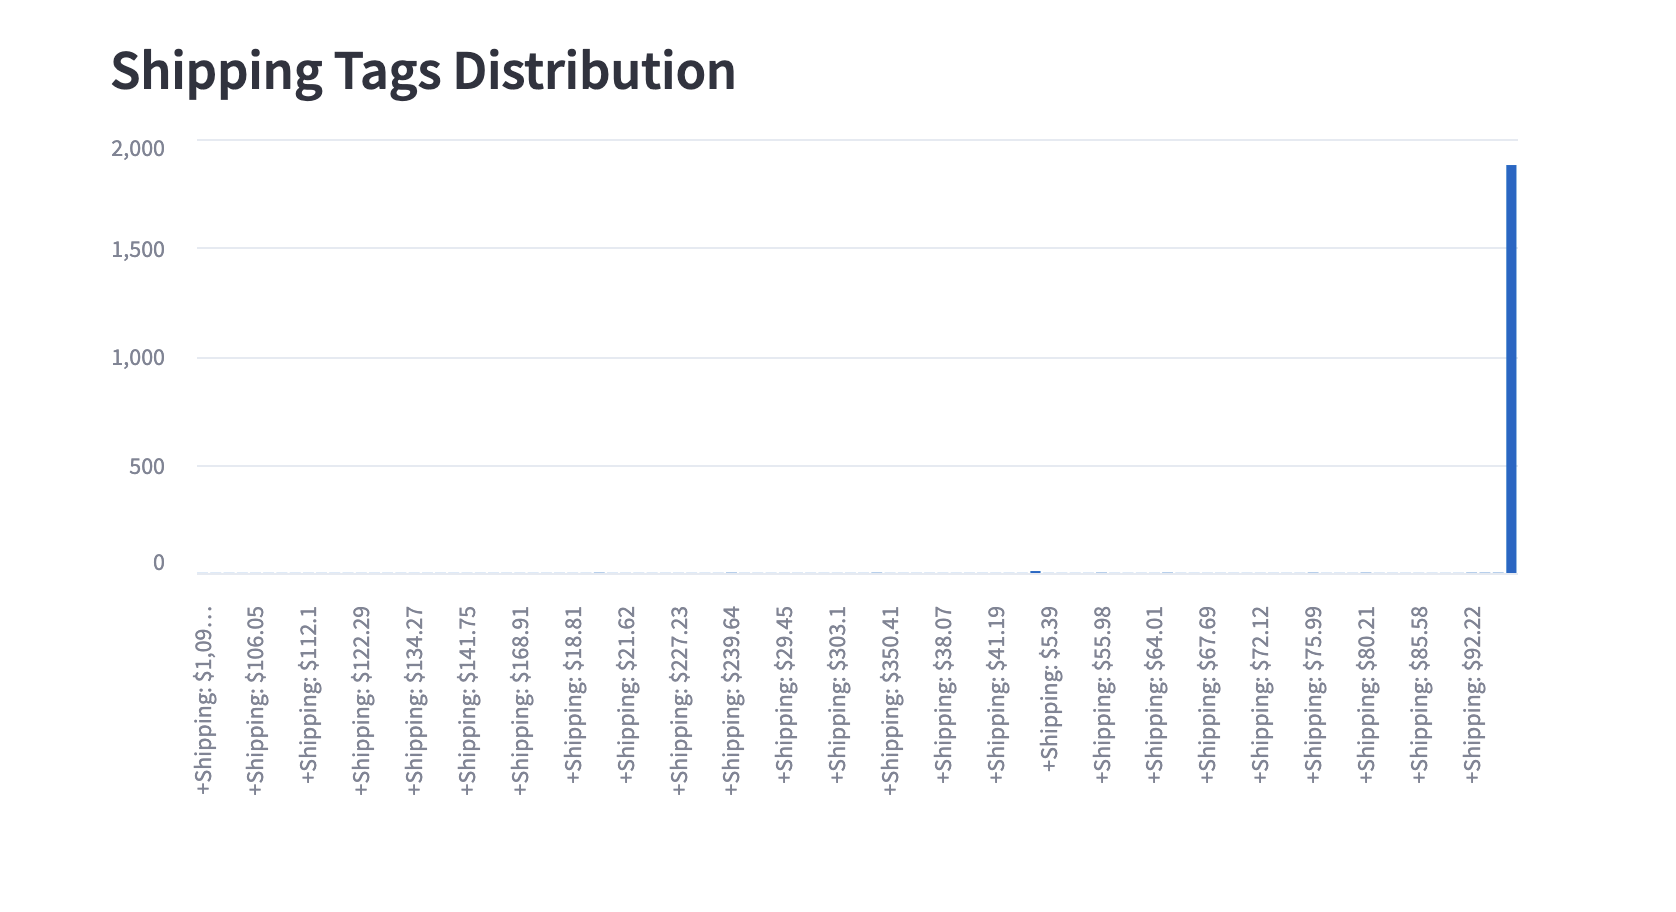 Shipping Tags Distribution
2,000
1,500
1,000
500
0
+Shipping: $1,09…
+Shipping: $106.05
+Shipping: $112.1
+Shipping: $122.29
+Shipping: $134.27
+Shipping: $141.75
+Shipping: $168.91
+Shipping: $18.81
+Shipping: $21.62
+Shipping: $227.23
+Shipping: $239.64
+Shipping: $29.45
+Shipping: $303.1
+Shipping: $350.41
+Shipping: $38.07
+Shipping: $41.19
+Shipping: $5.39
+Shipping: $55.98
+Shipping: $64.01
+Shipping: $67.69
+Shipping: $72.12
+Shipping: $75.99
+Shipping: $80.21
+Shipping: $85.58
+Shipping: $92.22